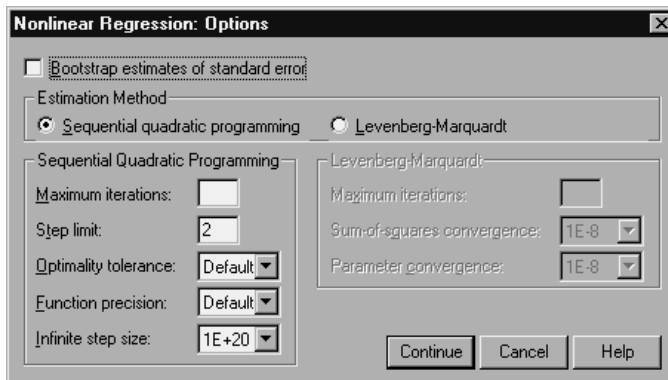 Nonlinear Regression: Options
Bootstrap estimates of standard error
Estimation Method
Sequential quadratic programming
Levenberg-Marquardt
Sequential Quadratic Programming
Maximum iterations:
Step limit: 2
Optimality tolerance: Default
Function precision: Default
Infinite step size: 1E+20
Levenberg-Marquardt
Maximum iterations:
Sum-of-squares convergence: 1E-8
Parameter convergence: 1E-8
Continue Cancel Help